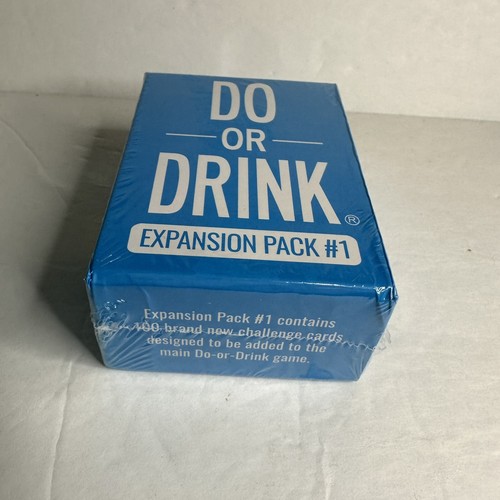 DO
OR
DRINK®
EXPANSION PACK #1
Expansion Pack #1 contains
100 brand new challenge cards
designed to be added to the
main Do-or-Drink game.